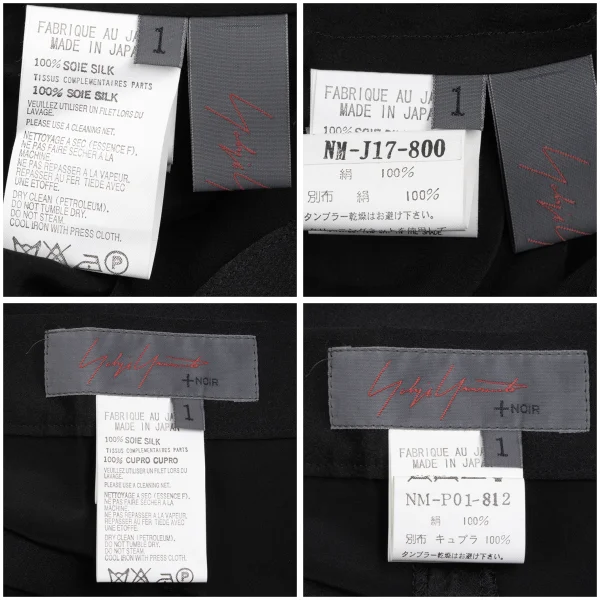 FABRIQUE AU JA
MADE IN JAPA
1
100% SOIE SILK
TISSUS COMPLEMENTAIRES PARTS
100% SOIE SILK
VEUILLEZ UTILISER UN FILET LORS DU
LAVAGE.
PLEASE USE A CLEANING NET.
NETTOYAGE A SEC (ESSENCE F).
NE PAS FAIRE SECHER A LA
MACHINE.
NE PAS REPASSER A LA VAPEUR.
REPASSER AU FER TIEDE AVEC
UNE ETOFFE.
DRY CLEAN (PETROLEUM).
DO NOT TUMBLE DRY.
DO NOT STEAM.
COOL IRON WITH PRESS CLOTH.
FABRIQUE AU J
MADE IN JAPA
1
NM-J17-800
絹 100%
別布 絹 100%
タンブラー乾燥はお避け下さい。
Yohji Yamamoto
+NOIR
FABRIQUE AU JA
MADE IN JAPAN
1
100% SOIE SILK
TISSUS COMPLEMENTAIRES PARTS
100% CUPRO CUPRO
VEUILLEZ UTILISER UN FILET LORS DU
LAVAGE.
PLEASE USE A CLEANING NET.
NETTOYAGE A SEC (ESSENCE F).
NE PAS FAIRE SECHER A LA
MACHINE.
NE PAS REPASSER A LA VAPEUR.
REPASSER AU FER TIEDE AVEC
UNE ETOFFE.
DRY CLEAN (PETROLEUM).
DO NOT TUMBLE DRY.
DO NOT STEAM.
COOL IRON WITH PRESS CLOTH.
Yohji Yamamoto
+NOIR
FABRIQUE AU
MADE IN JAPA
1
NM-P01-812
絹 100%
別布 キュプラ 100%
タンブラー乾燥はお避け下さい。